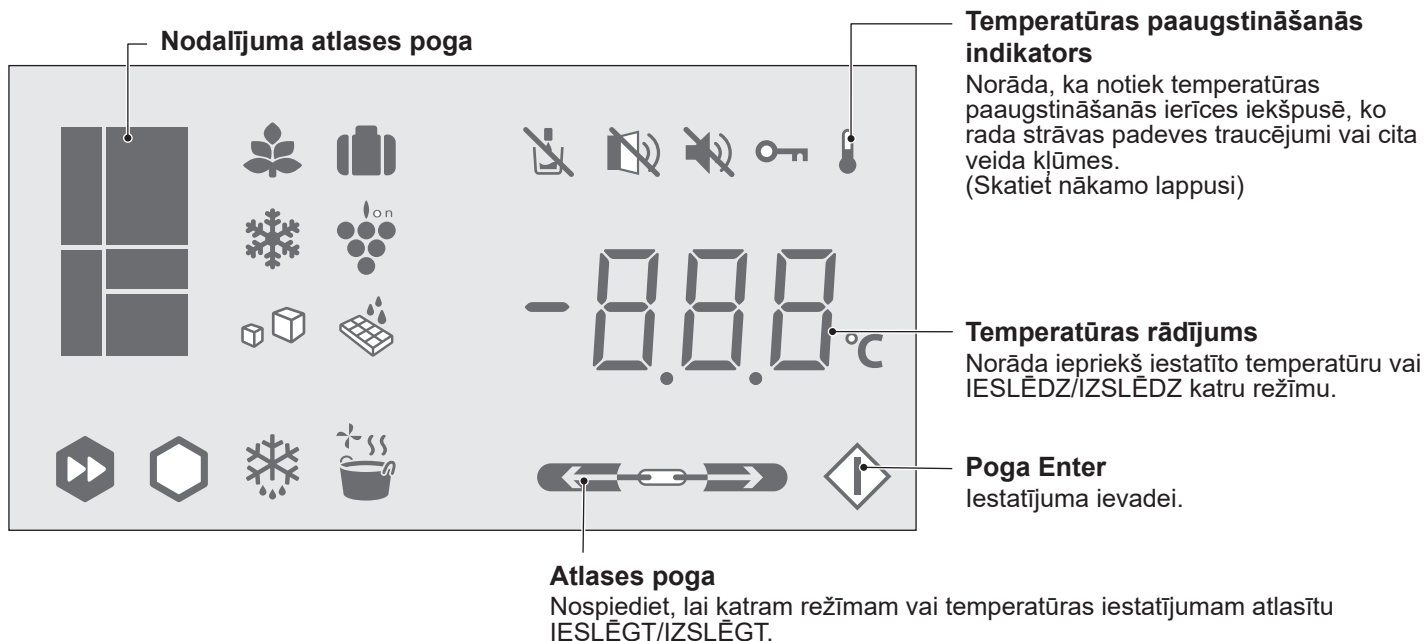 Nodalījuma atlases poga
Temperatūras paaugstināšanās
indikators
Norāda, ka notiek temperatūras
paaugstināšanās ierīces iekšpusē, ko
rada strāvas padeves traucējumi vai cita
veida kļūmes.
(Skatiet nākamo lappusi)
ion
-8.8.8 °C
Temperatūras rādījums
Norāda iepriekš iestatīto temperatūru vai
IESLĒDZ/IZSLĒDZ katru režīmu.
Poga Enter
Iestatījuma ievadei.
Atlases poga
Nospiediet, lai katram režīmam vai temperatūras iestatījumam atlasītu
IESLĒGT/IZSLĒGT.